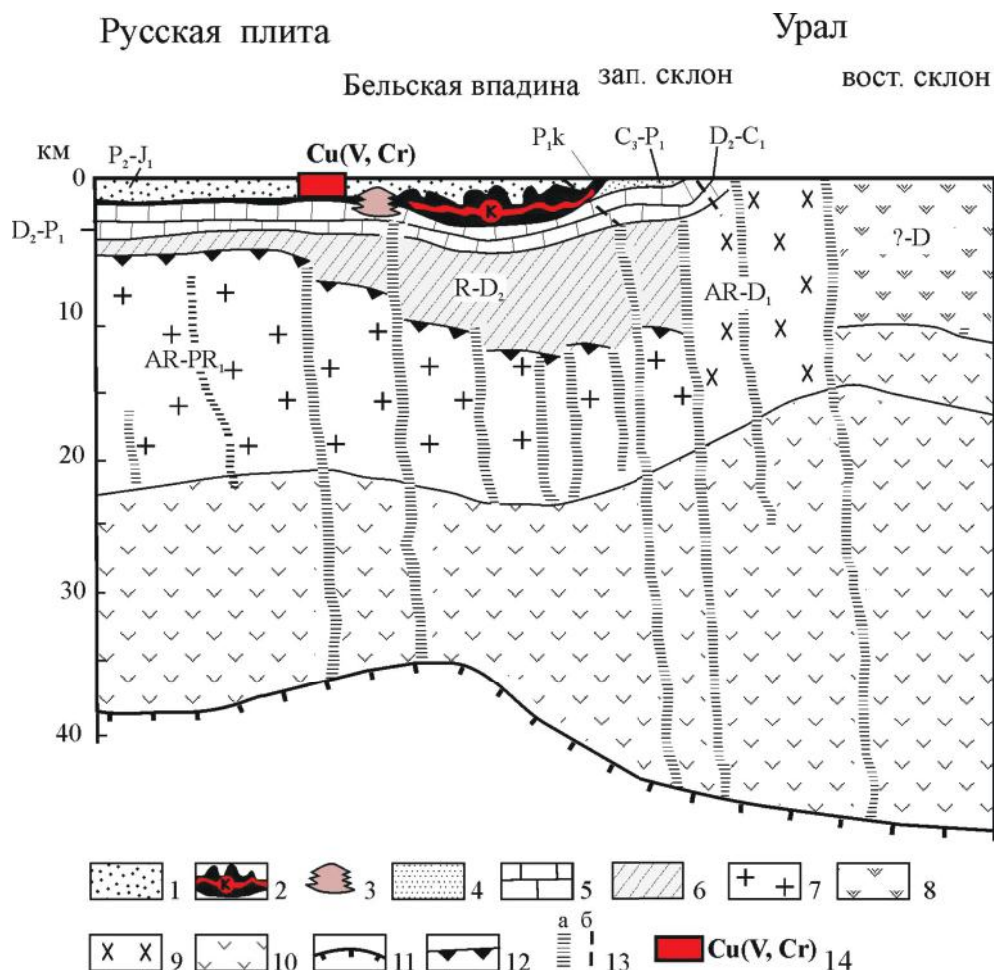 Русская плита Урал
Бельская впадина зап. склон вост. склон
км P₂-J₁ Cu(V, Cr) P₁k C₃-P₁ D₂-C₁
0
К
D₂-P₁
?-D
R-D₂ AR-D₁
10
AR-PR₁
20
30
40
1 К 2 3 4 5 6 7 8
а б
9 10 11 12 13 Cu(V, Cr) 14